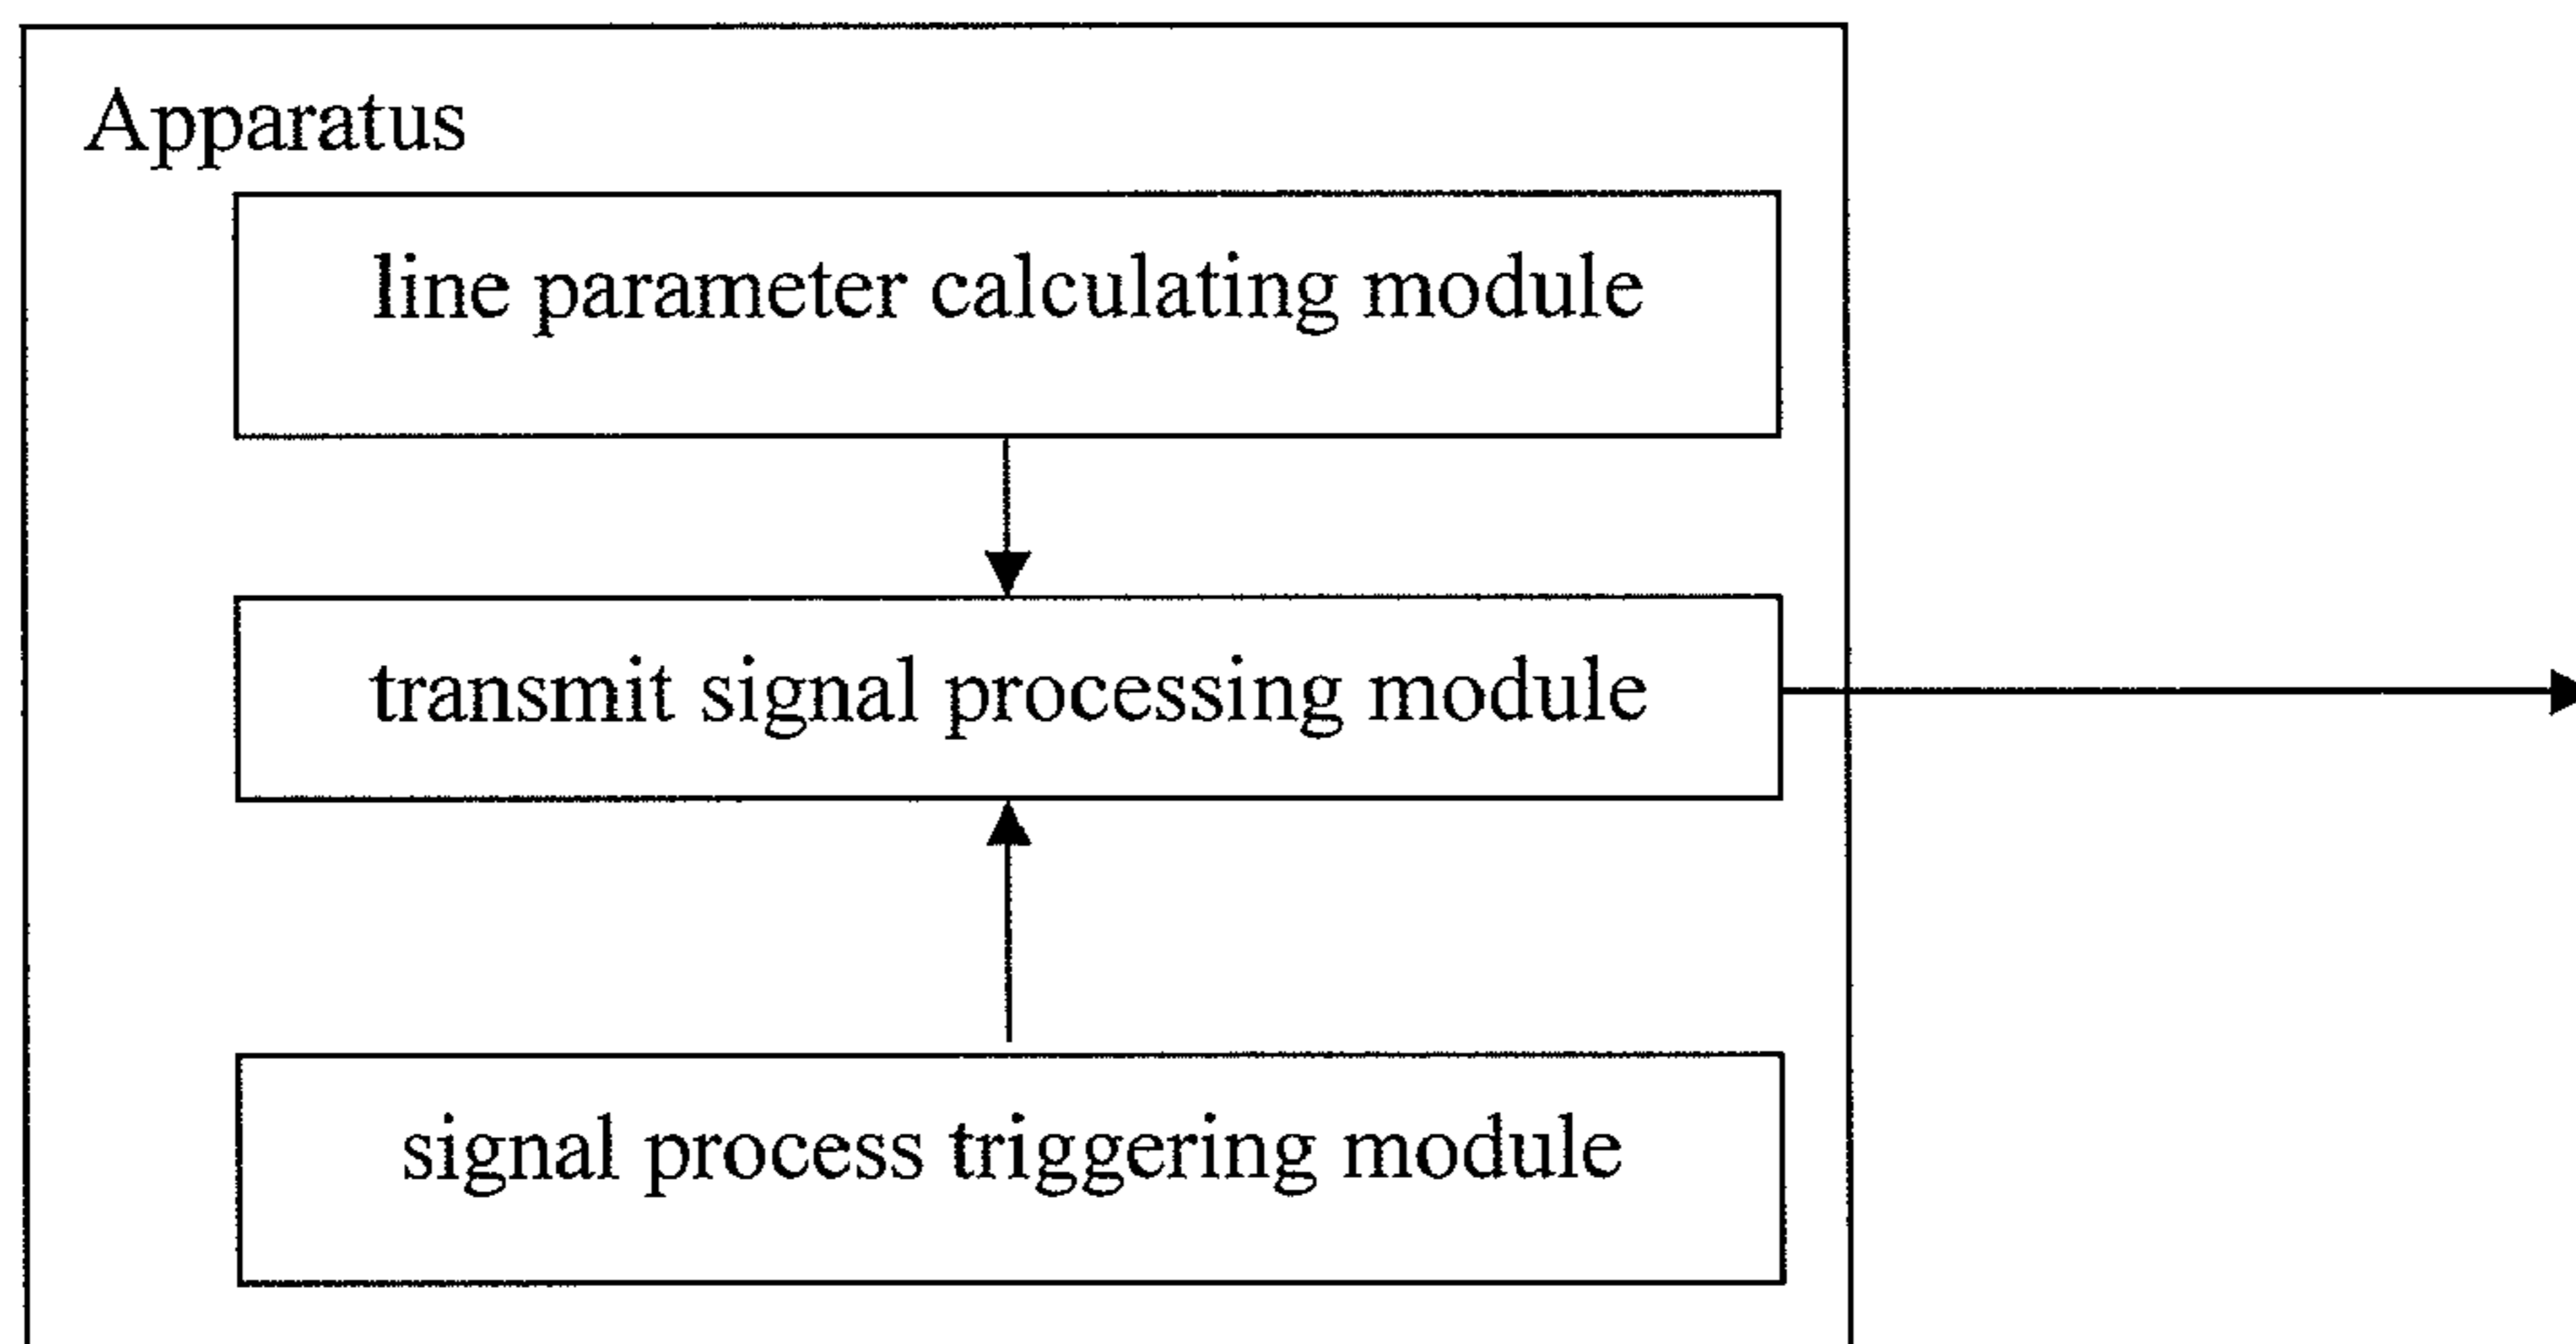 Apparatus
line parameter calculating module
transmit signal processing module
signal process triggering module